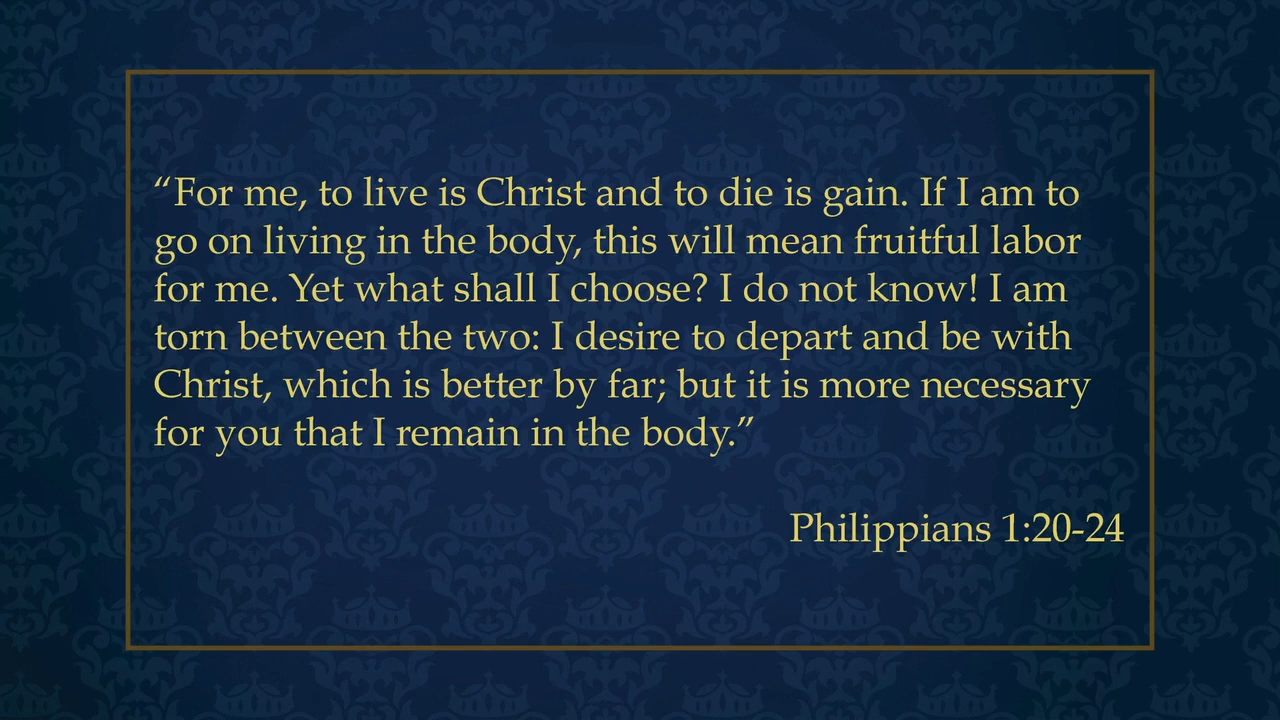 “For me, to live is Christ and to die is gain. If I am to
go on living in the body, this will mean fruitful labor
for me. Yet what shall I choose? I do not know! I am
torn between the two: I desire to depart and be with
Christ, which is better by far; but it is more necessary
for you that I remain in the body.”
Philippians 1:20-24